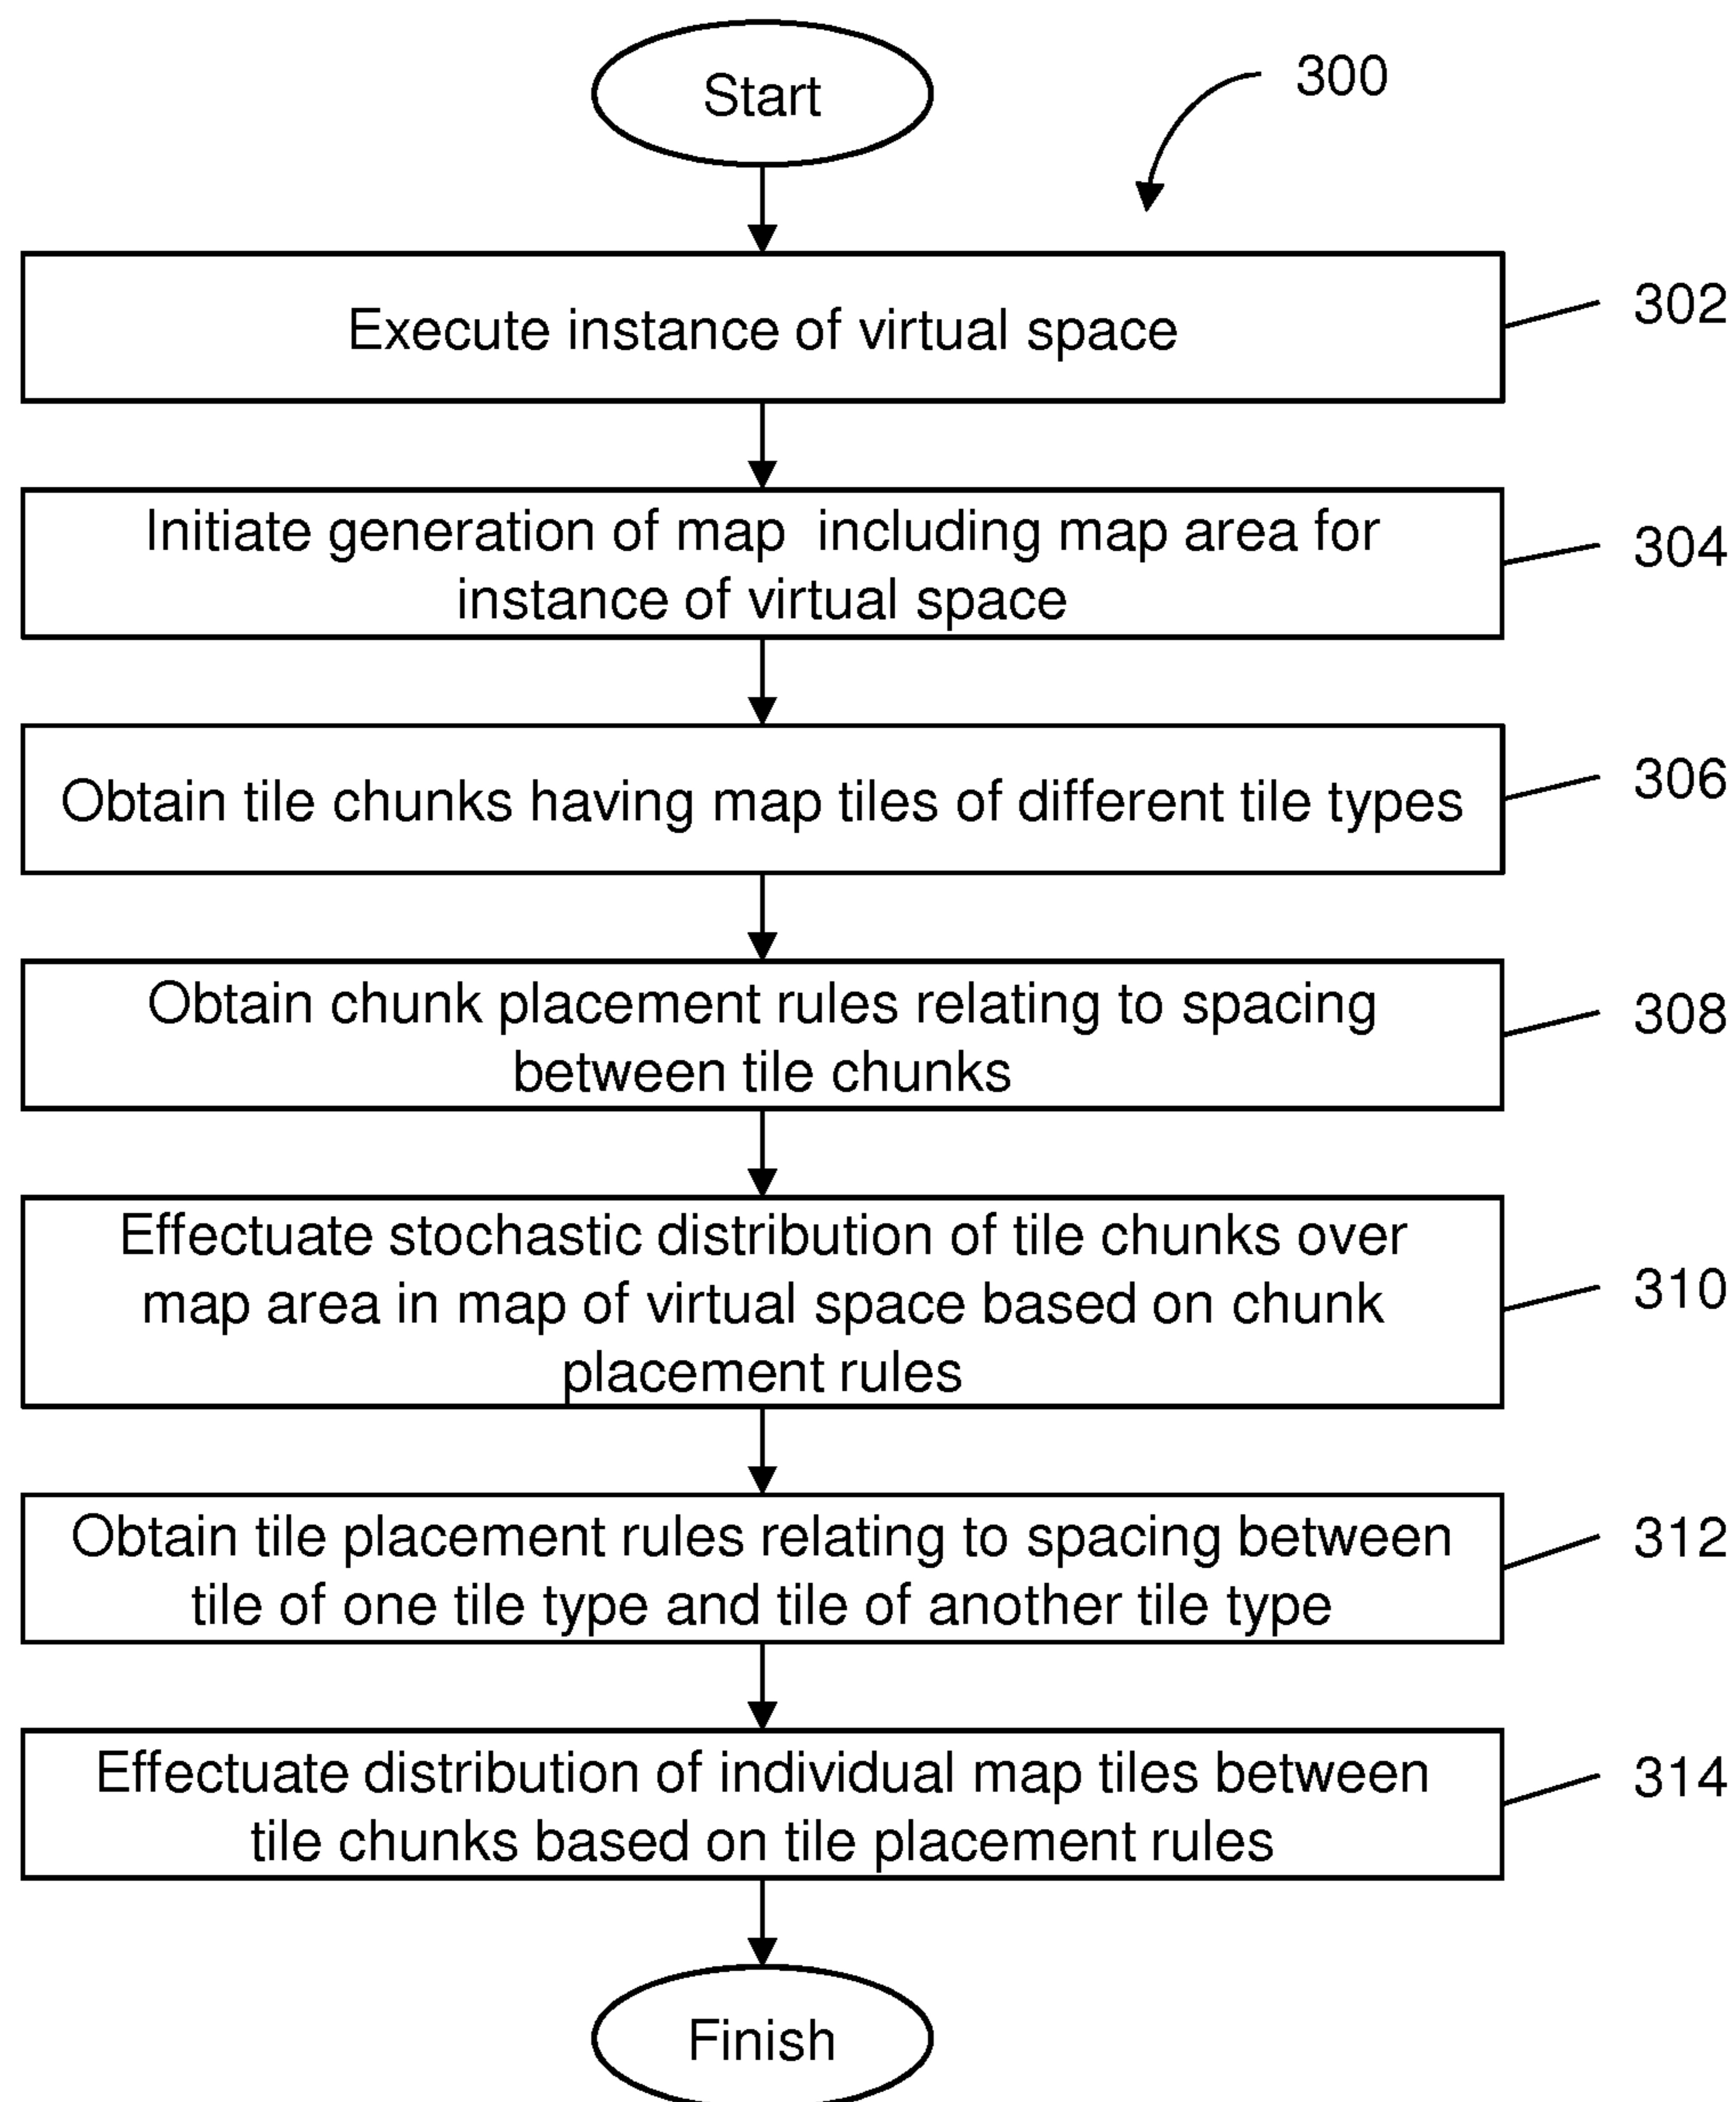 Start
300
Execute instance of virtual space
302
Initiate generation of map including map area for
instance of virtual space
304
Obtain tile chunks having map tiles of different tile types
306
Obtain chunk placement rules relating to spacing
between tile chunks
308
Effectuate stochastic distribution of tile chunks over
map area in map of virtual space based on chunk
placement rules
310
Obtain tile placement rules relating to spacing between
tile of one tile type and tile of another tile type
312
Effectuate distribution of individual map tiles between
tile chunks based on tile placement rules
314
Finish